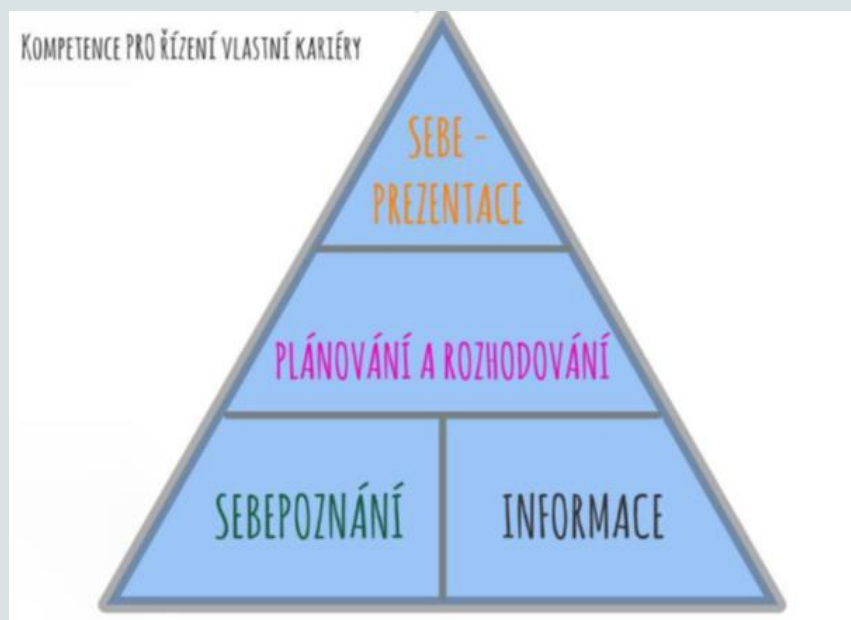 Kompetence PRO ŘÍZENÍ VLASTNÍ KARIÉRY
SEBE -
PREZENTACE
PLÁNOVÁNÍ A ROZHODOVÁNÍ
SEBEPOZNÁNÍ
INFORMACE